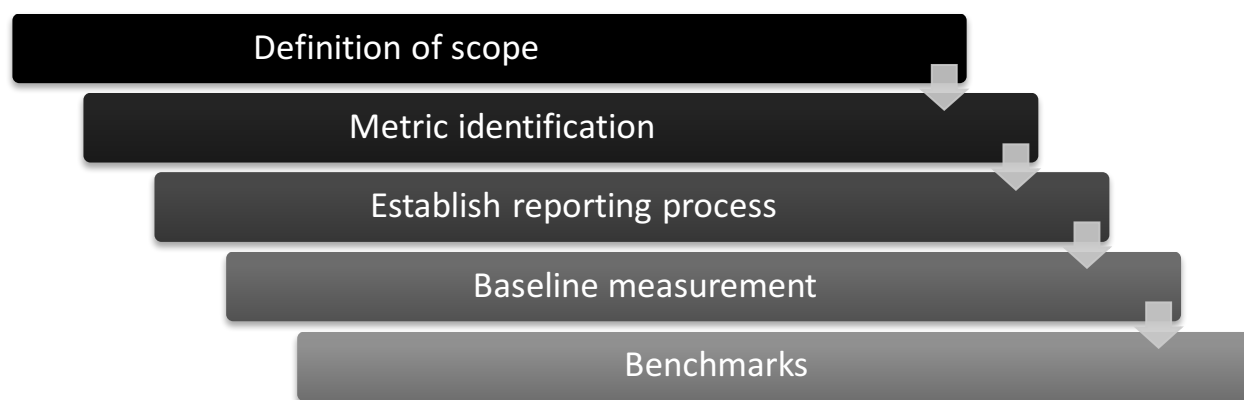 Definition of scope
Metric identification
Establish reporting process
Baseline measurement
Benchmarks